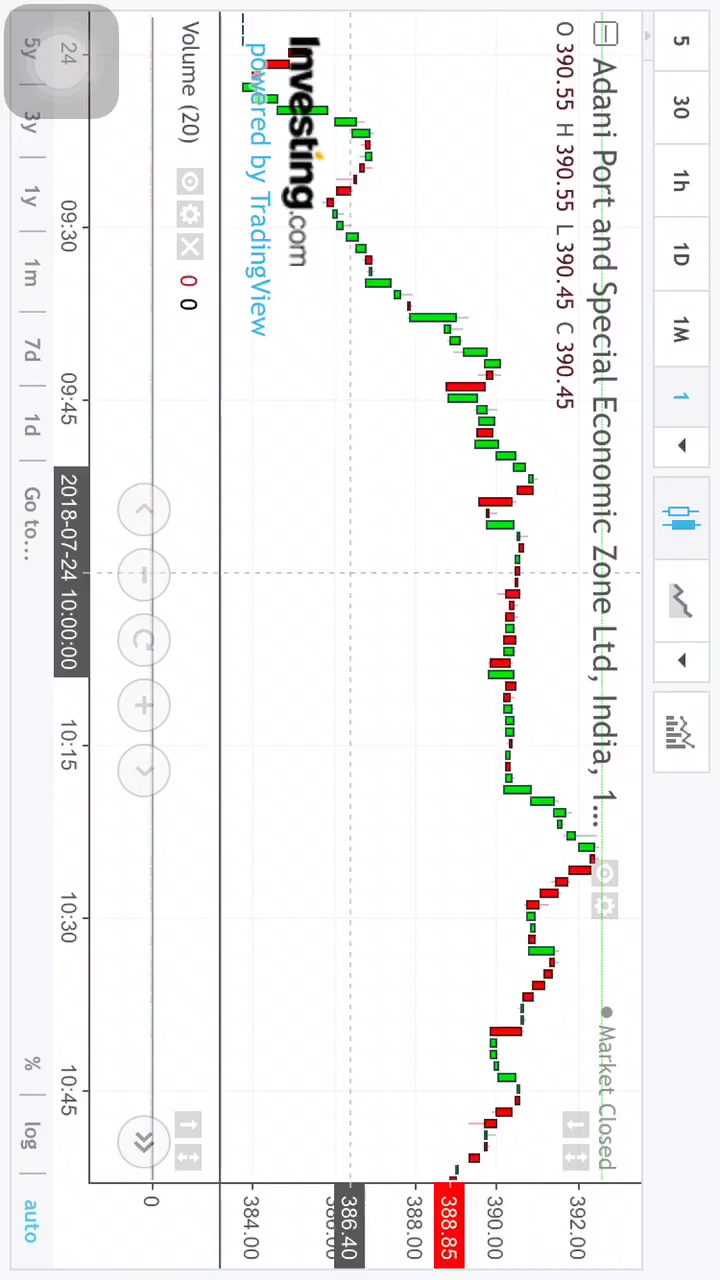 5 30 1h 1D 1M 1
Adani Port and Special Economic Zone Ltd, India, 1...
Market Closed
O 390.55 H 390.55 L 390.45 C 390.45
392.00
390.00
388.85
388.00
386.40
386.00
384.00
Investing.com
powered by TradingView
Volume (20) 0 0
0
24 09:30 09:45 2018-07-24 10:00:00 10:15 10:30 10:45
5y 3y 1y 1m 7d 1d Go to... % log auto